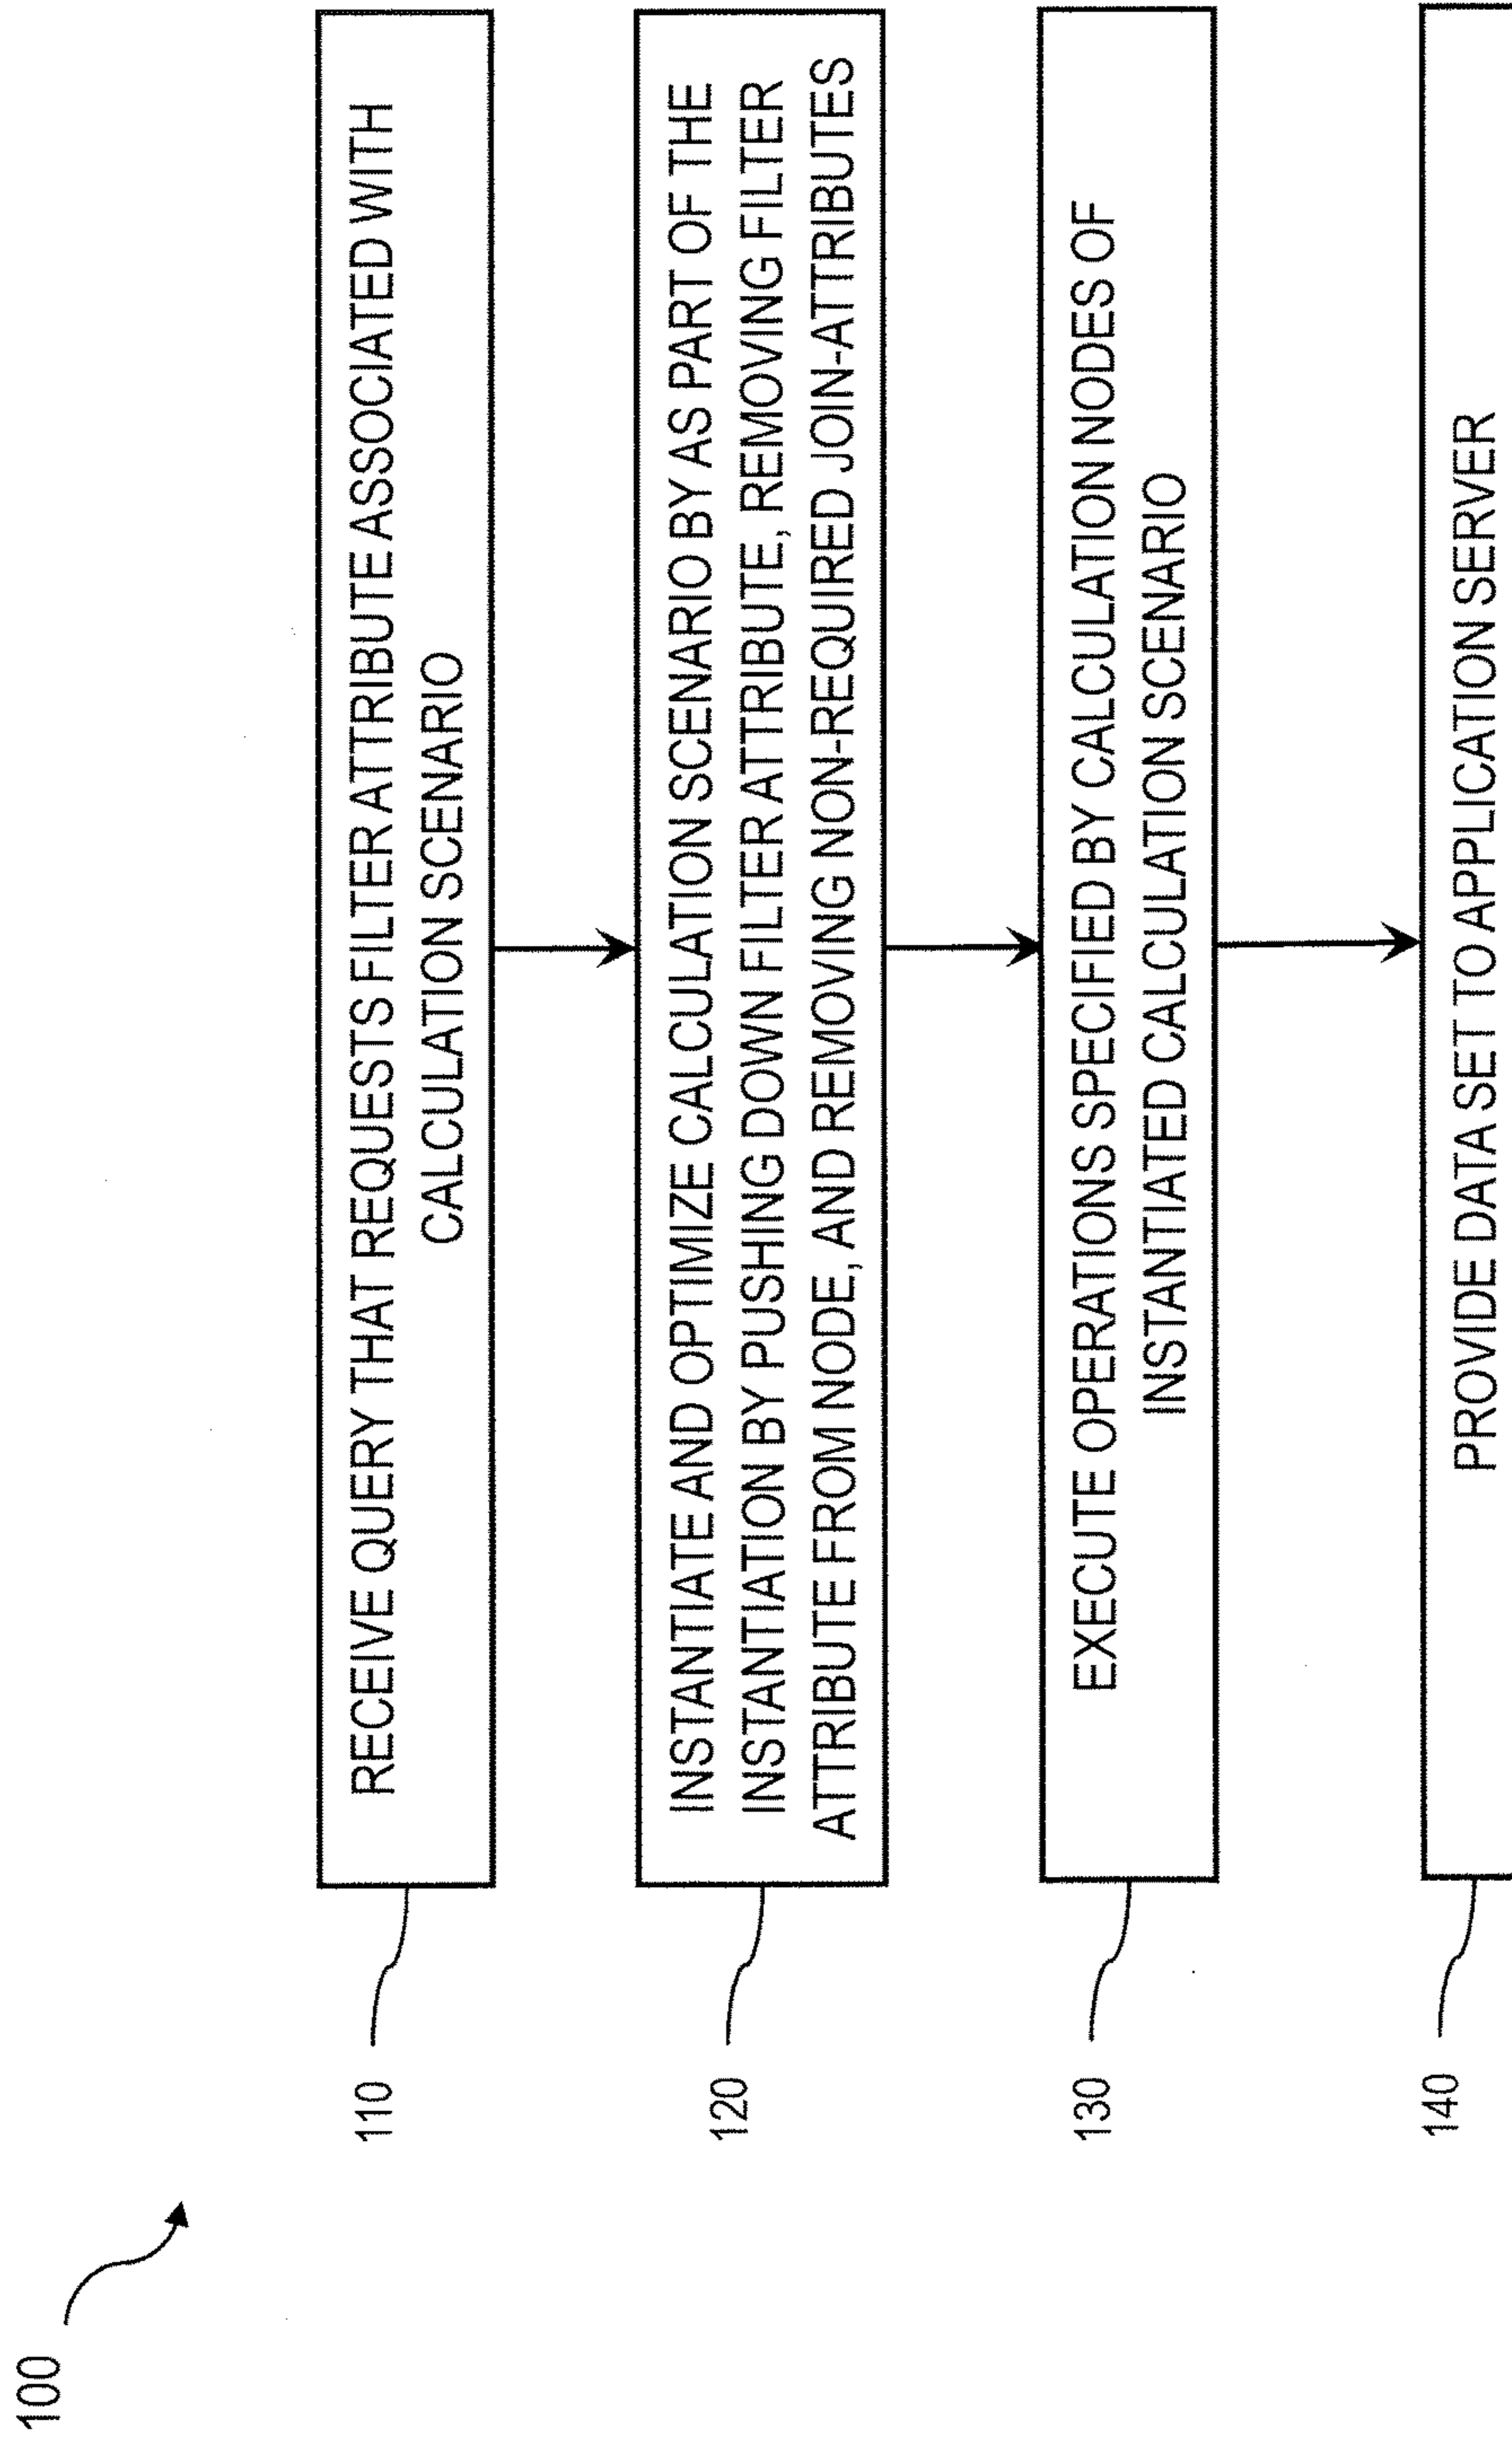 100
110
RECEIVE QUERY THAT REQUESTS FILTER ATTRIBUTE ASSOCIATED WITH
CALCULATION SCENARIO
120
INSTANTIATE AND OPTIMIZE CALCULATION SCENARIO BY AS PART OF THE
INSTANTIATION BY PUSHING DOWN FILTER ATTRIBUTE, REMOVING FILTER
ATTRIBUTE FROM NODE, AND REMOVING NON-REQUIRED JOIN-ATTRIBUTES
130
EXECUTE OPERATIONS SPECIFIED BY CALCULATION NODES OF
INSTANTIATED CALCULATION SCENARIO
140
PROVIDE DATA SET TO APPLICATION SERVER